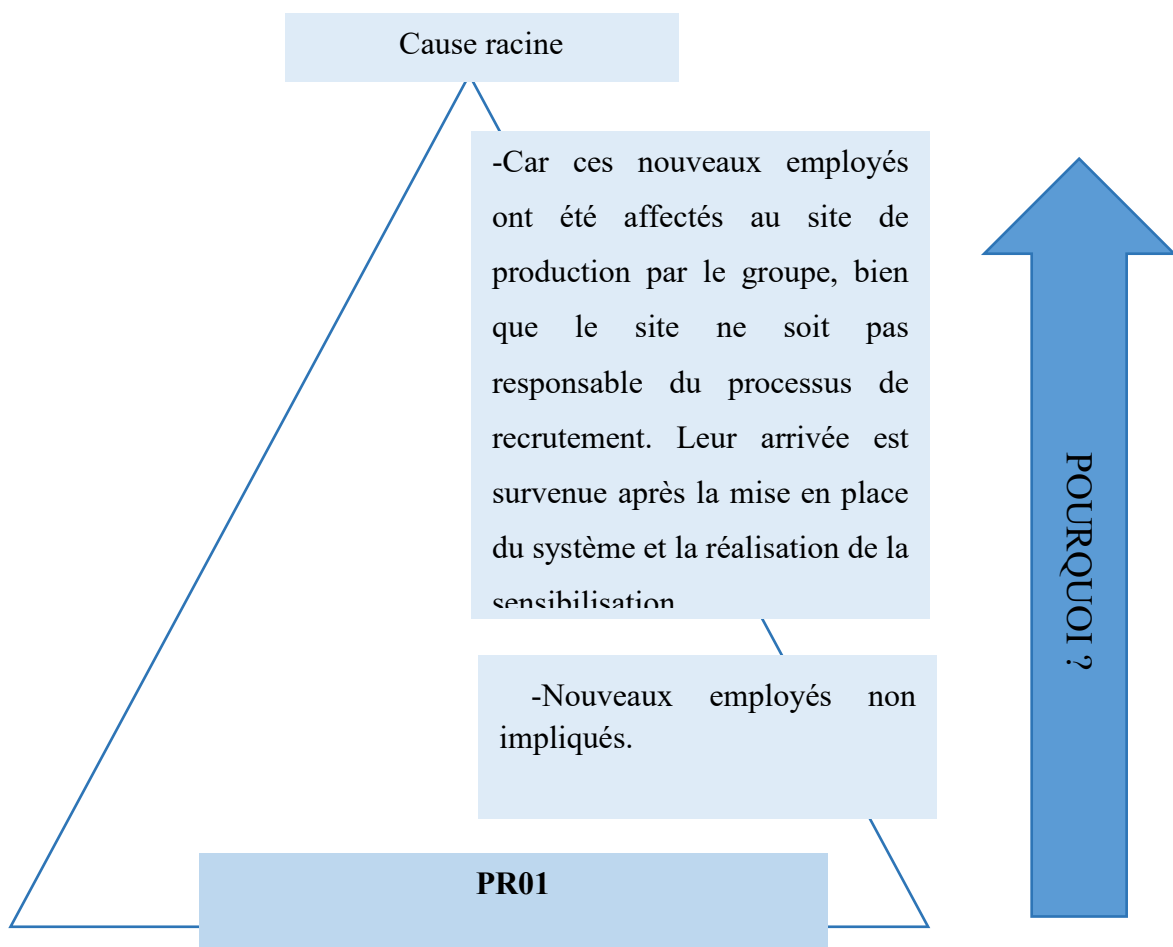 Cause racine
-Car ces nouveaux employés
ont été affectés au site de
production par le groupe, bien
que le site ne soit pas
responsable du processus de
recrutement. Leur arrivée est
survenue après la mise en place
du système et la réalisation de la
sensibilisation
POURQUOI ?
-Nouveaux employés non
impliqués.
PR01